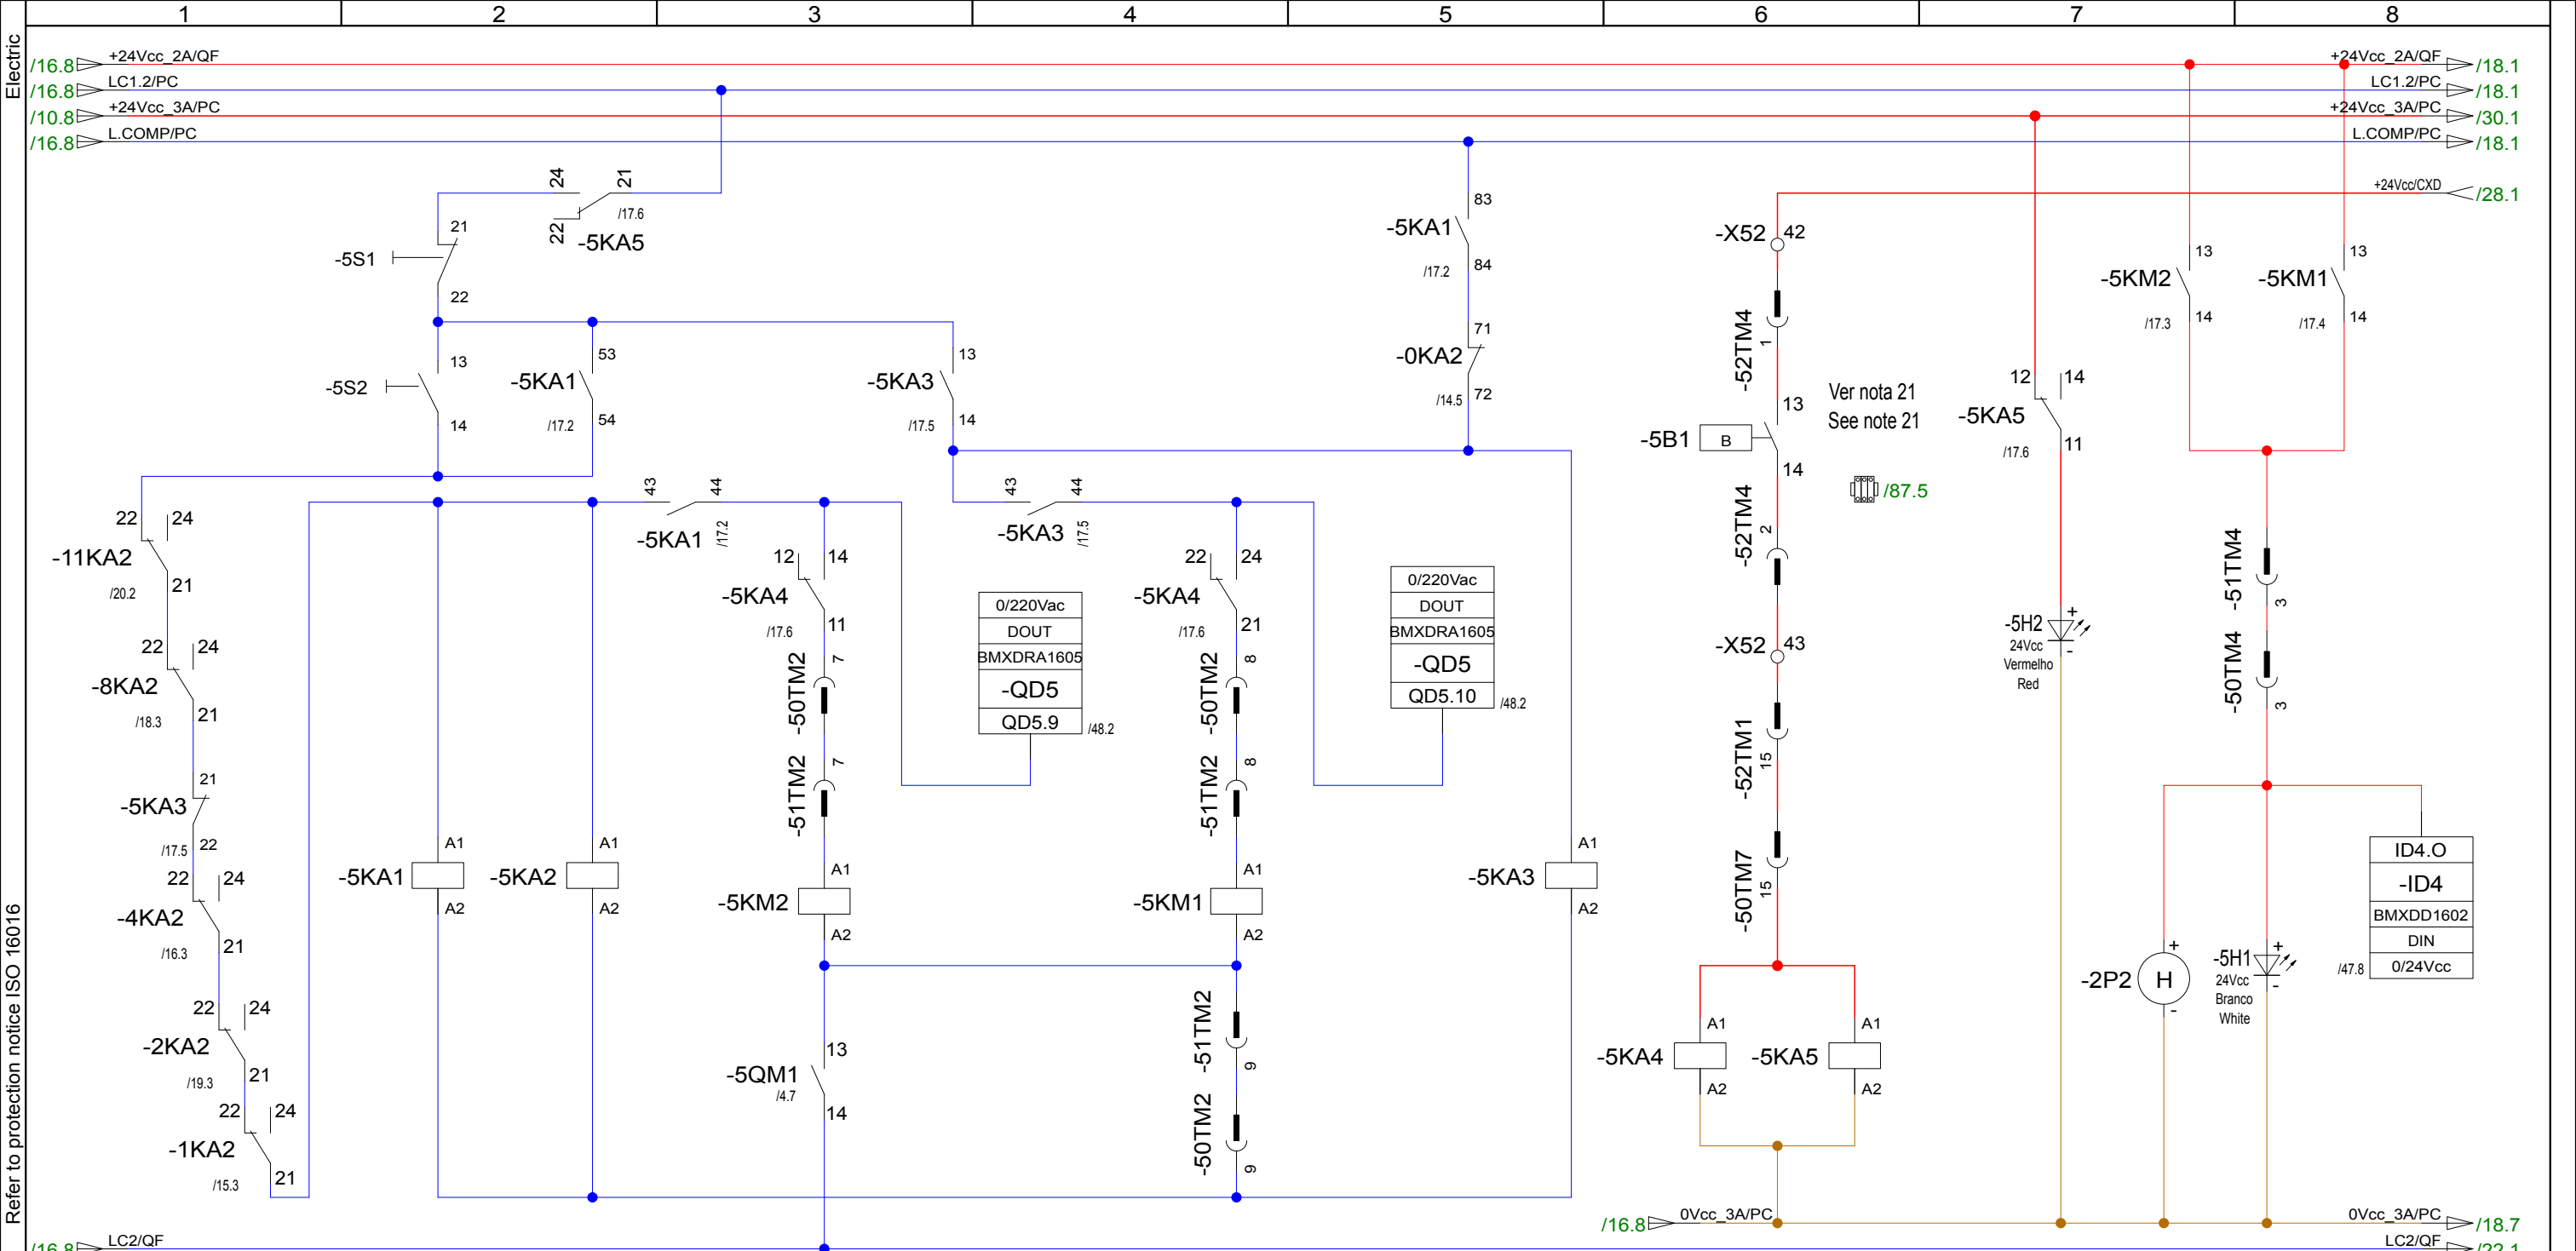 1 2 3 4 5 6 7 8
Electric
Refer to protection notice ISO 16016
/16.8 +24Vcc_2A/QF +24Vcc_2A/QF /18.1
/16.8 LC1.2/PC LC1.2/PC /18.1
/10.8 +24Vcc_3A/PC +24Vcc_3A/PC /30.1
/16.8 L.COMP/PC L.COMP/PC /18.1
+24Vcc/CXD /28.1
24 21
22 /17.6
-5KA5
21
-5S1
22
13
-5S2
14
53
-5KA1
/17.2 54
13
-5KA3
/17.5 14
83
-5KA1
/17.2 84
71
-0KA2
/14.5 72
22 24
-11KA2
21
/20.2
22 24
-8KA2
21
/18.3
21
-5KA3
/17.5 22
22 24
-4KA2
21
/16.3
22 24
-2KA2
21
/19.3
22 24
-1KA2
21
/15.3
A1
-5KA1
A2
A1
-5KA2
A2
43 44
-5KA1 /17.2
12 14
-5KA4
/17.6 11
-50TM2 7
-51TM2 7
A1
-5KM2
A2
13
-5QM1
/4.7
14
0/220Vac
DOUT
BMXDRA1605
-QD5
QD5.9 /48.2
43 44
-5KA3 /17.5
22 24
-5KA4
/17.6 21
-50TM2 8
-51TM2 8
A1
-5KM1
A2
-51TM2 9
-50TM2 9
0/220Vac
DOUT
BMXDRA1605
-QD5
QD5.10 /48.2
A1
-5KA3
A2
-X52 42
-52TM4 1
13
-5B1 B
14
Ver nota 21
See note 21
/87.5
-52TM4 2
-X52 43
-52TM1 15
-50TM7 15
A1
-5KA4
A2
A1
-5KA5
A2
12 14
-5KA5
/17.6 11
+
-5H2
24Vcc
Vermelho
Red
-
13
-5KM2
/17.3 14
13
-5KM1
/17.4 14
-51TM4 3
-50TM4 3
+
-2P2 H
-
+
-5H1
24Vcc
Branco
White
-
ID4.O
-ID4
BMXDD1602
DIN
/47.8 0/24Vcc
/16.8 0Vcc_3A/PC 0Vcc_3A/PC /18.7
/16.8 LC2/QF LC2/QF /22.1